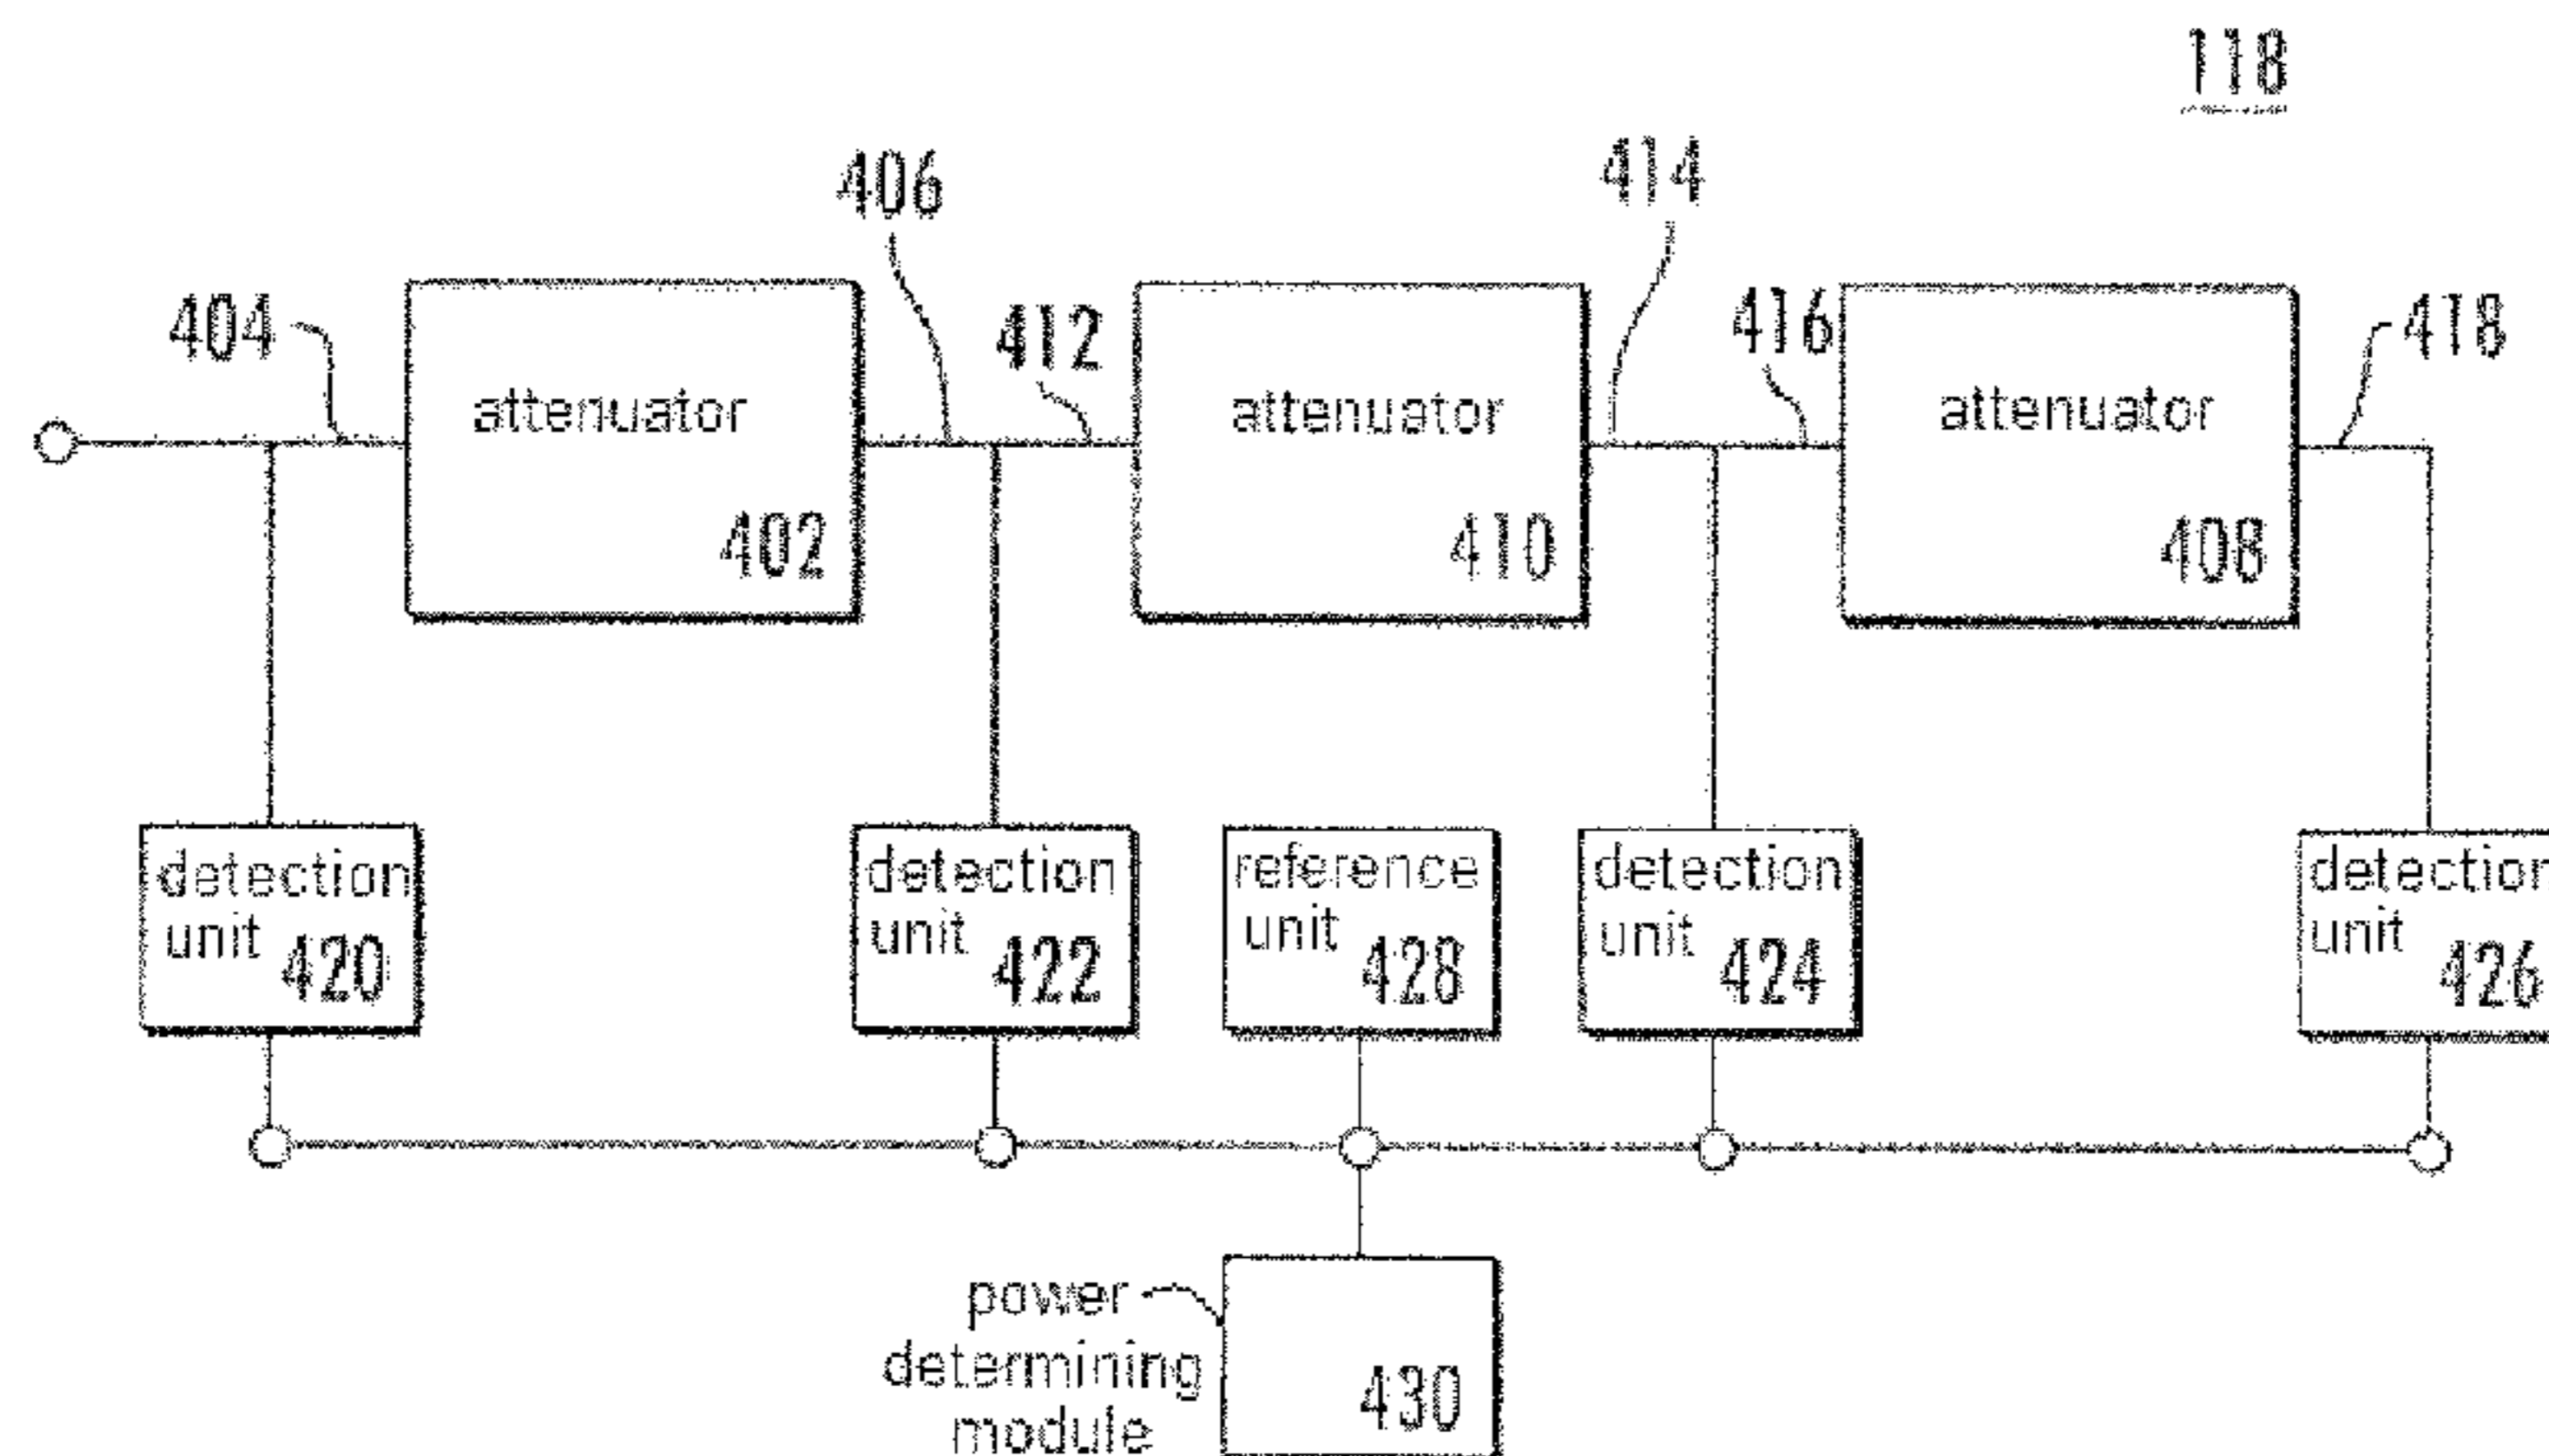 118
406
414
404
412
416
418
attenuator
402
attenuator
410
attenuator
408
detection
unit
420
detection
unit
422
reference
unit
428
detection
unit
424
detection
unit
426
power
determining
module
430